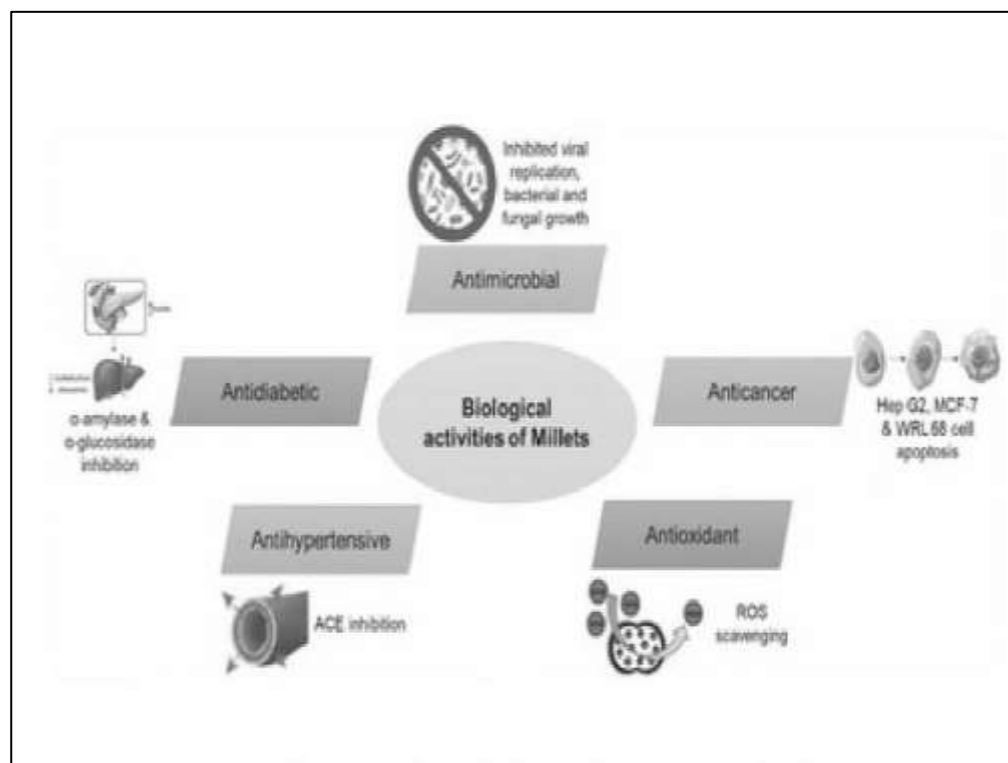 Inhibited viral
replication,
bacterial and
fungal growth
Antimicrobial
Antidiabetic
α-amylase &
α-glucosidase
inhibition
Biological
activities of Millets
Anticancer
Hep G2, MCF-7
& WRL 68 cell
apoptosis
Antihypertensive
ACE inhibition
Antioxidant
ROS
scavenging